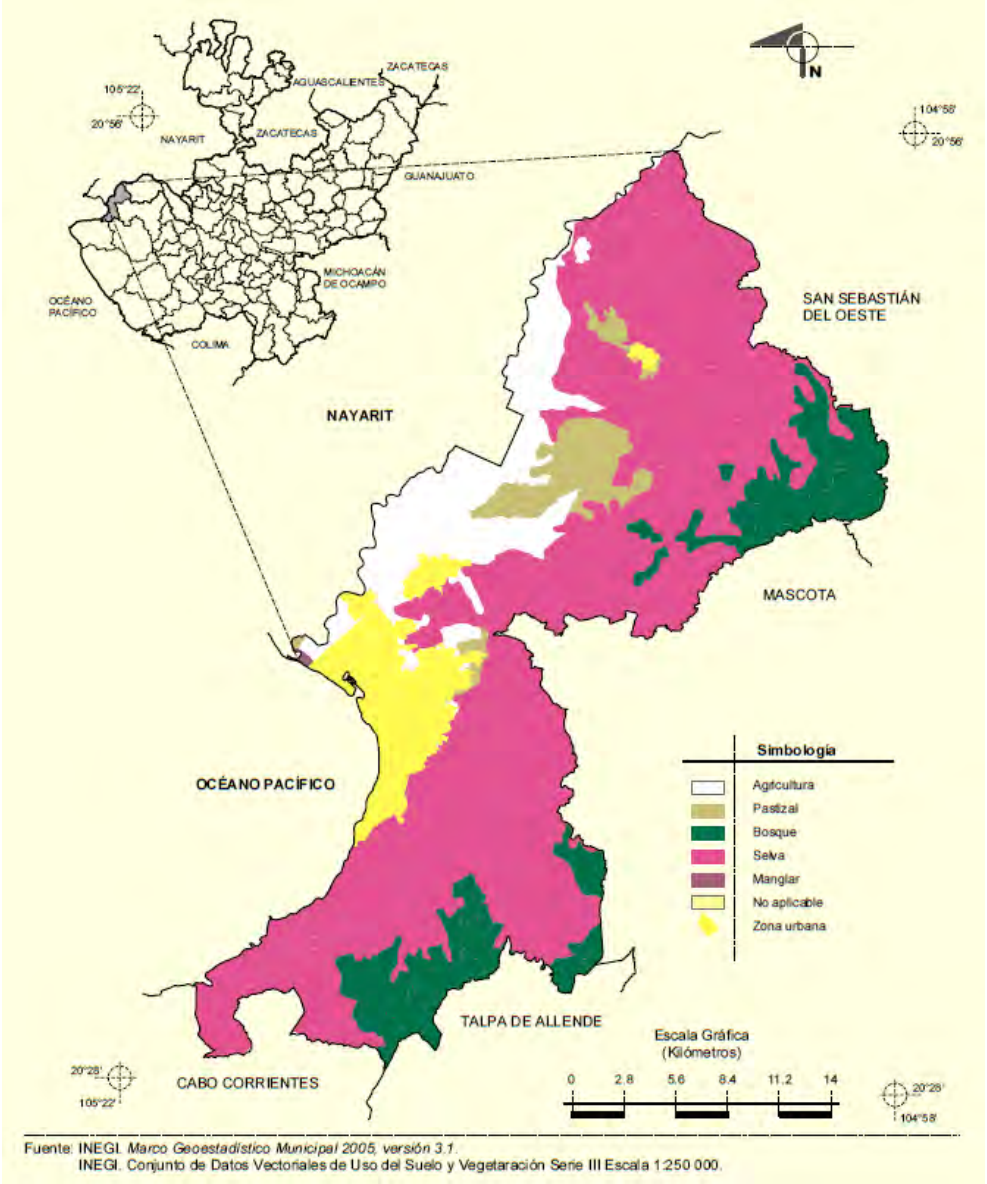 ZACATECAS
AGUASCALIENTES
105°22'
20°56'
NAYARIT
ZACATECAS
GUANAJUATO
N
104°58'
20°56'
MICHOACÁN
DE OCAMPO
OCÉANO
PACÍFICO
COLIMA
SAN SEBASTIÁN
DEL OESTE
NAYARIT
MASCOTA
OCÉANO PACÍFICO
Simbología
Agricultura
Pastizal
Bosque
Selva
Manglar
No aplicable
Zona urbana
TALPA DE ALLENDE
CABO CORRIENTES
20°28'
105°22'
Escala Gráfica
(Kilómetros)
0 2.8 5.6 8.4 11.2 14
20°28'
104°58'
Fuente: INEGI. Marco Geoestadístico Municipal 2005, versión 3.1.
INEGI. Conjunto de Datos Vectoriales de Uso del Suelo y Vegetaración Serie III Escala 1:250 000.